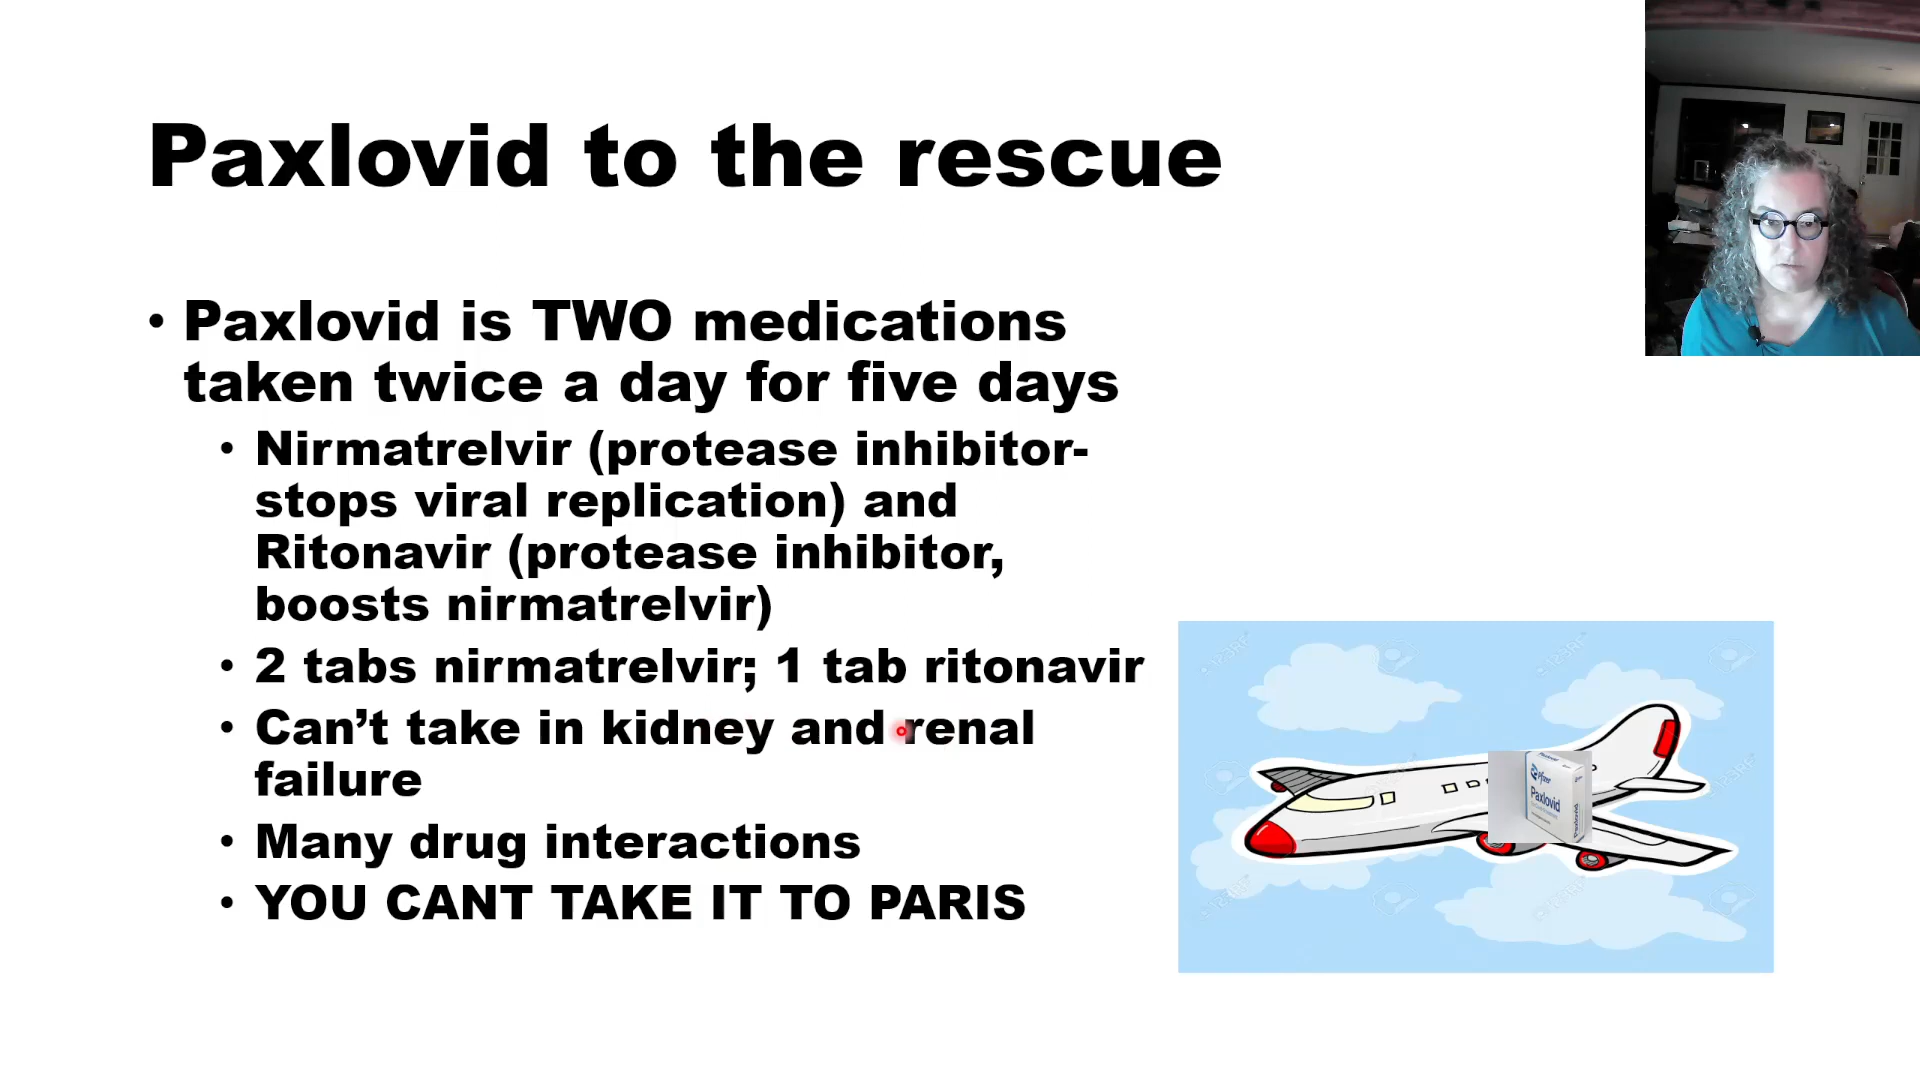 Paxlovid to the rescue
• Paxlovid is TWO medications
taken twice a day for five days
• Nirmatrelvir (protease inhibitor-
stops viral replication) and
Ritonavir (protease inhibitor,
boosts nirmatrelvir)
• 2 tabs nirmatrelvir; 1 tab ritonavir
• Can’t take in kidney and renal
failure
• Many drug interactions
• YOU CANT TAKE IT TO PARIS
Pfizer
Paxlovid
Paxlovid